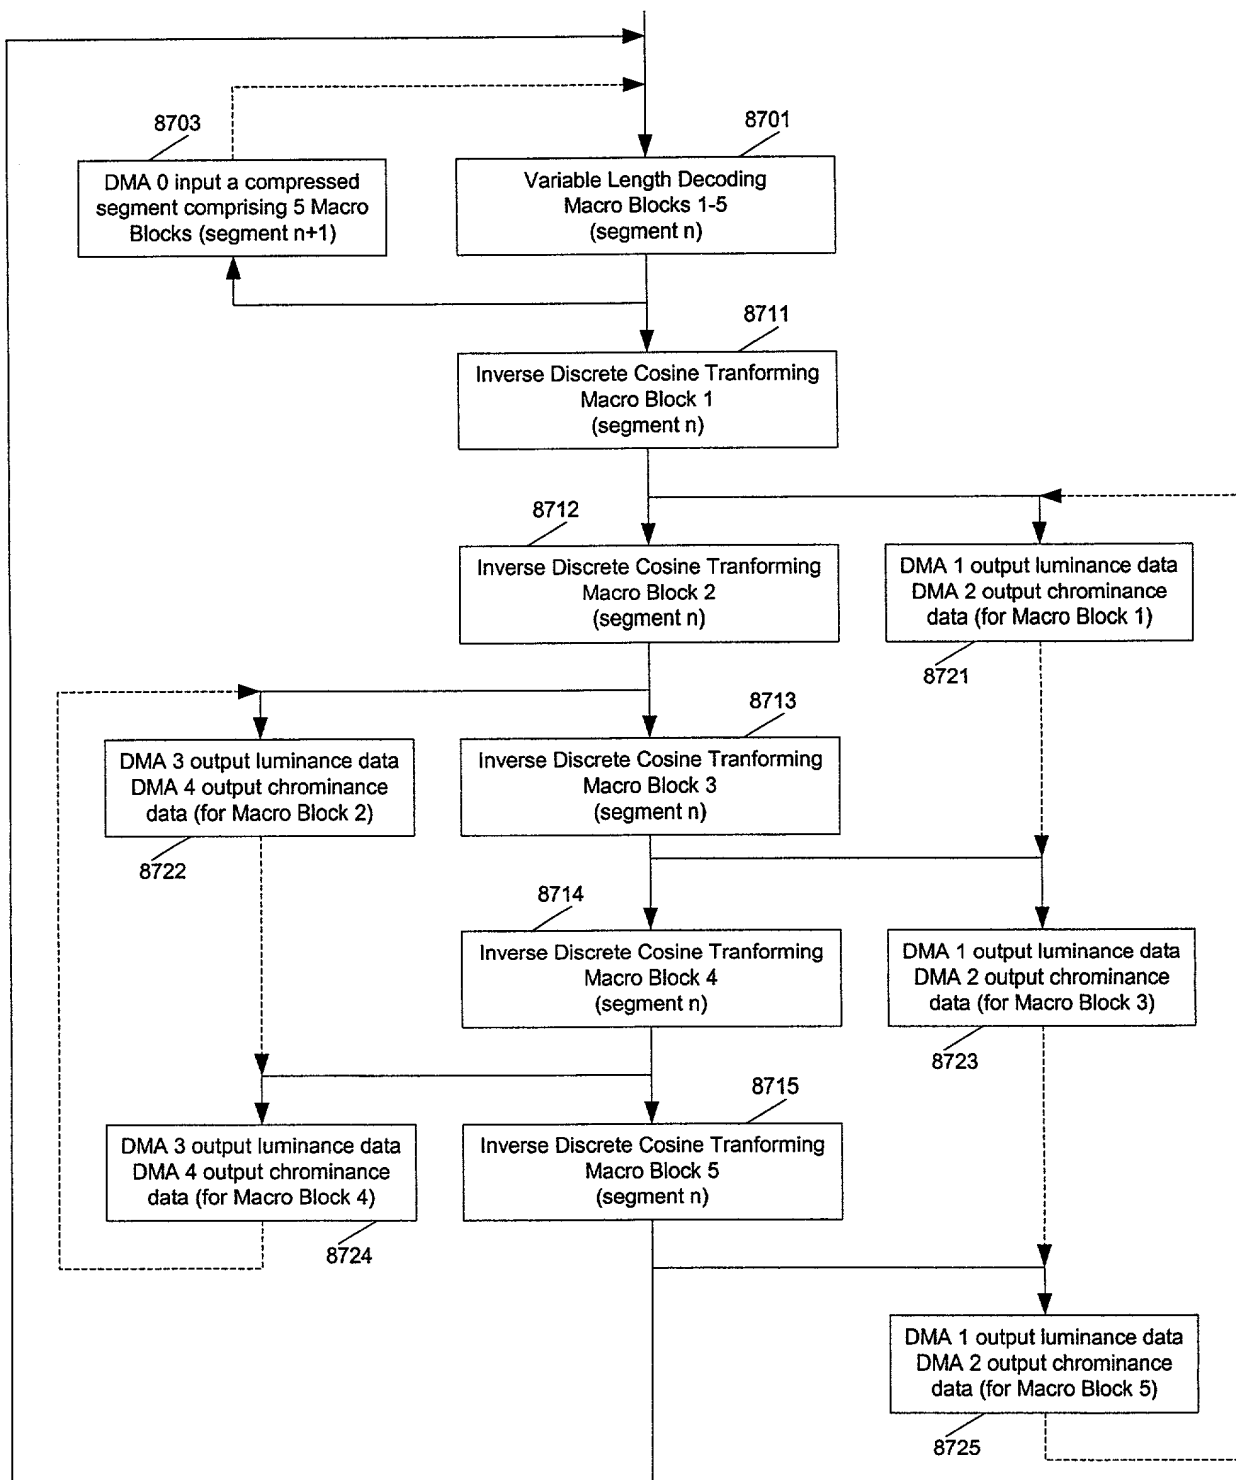 8703
8701
DMA 0 input a compressed
segment comprising 5 Macro
Blocks (segment n+1)
Variable Length Decoding
Macro Blocks 1-5
(segment n)
8711
Inverse Discrete Cosine Tranforming
Macro Block 1
(segment n)
8712
Inverse Discrete Cosine Tranforming
Macro Block 2
(segment n)
DMA 1 output luminance data
DMA 2 output chrominance
data (for Macro Block 1)
8721
8713
DMA 3 output luminance data
DMA 4 output chrominance
data (for Macro Block 2)
8722
Inverse Discrete Cosine Tranforming
Macro Block 3
(segment n)
8714
Inverse Discrete Cosine Tranforming
Macro Block 4
(segment n)
DMA 1 output luminance data
DMA 2 output chrominance
data (for Macro Block 3)
8723
8715
DMA 3 output luminance data
DMA 4 output chrominance
data (for Macro Block 4)
8724
Inverse Discrete Cosine Tranforming
Macro Block 5
(segment n)
DMA 1 output luminance data
DMA 2 output chrominance
data (for Macro Block 5)
8725